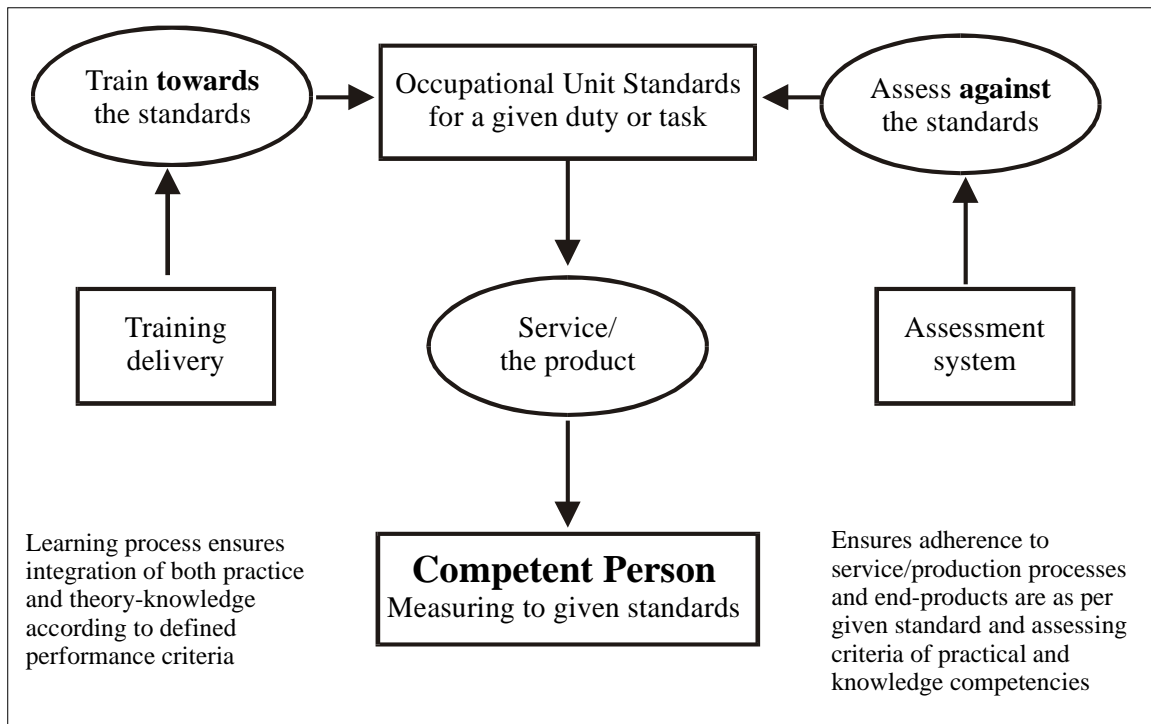 Train towards
the standards
Occupational Unit Standards
for a given duty or task
Assess against
the standards
Training
delivery
Service/
the product
Assessment
system
Learning process ensures
integration of both practice
and theory-knowledge
according to defined
performance criteria
Competent Person
Measuring to given standards
Ensures adherence to
service/production processes
and end-products are as per
given standard and assessing
criteria of practical and
knowledge competencies